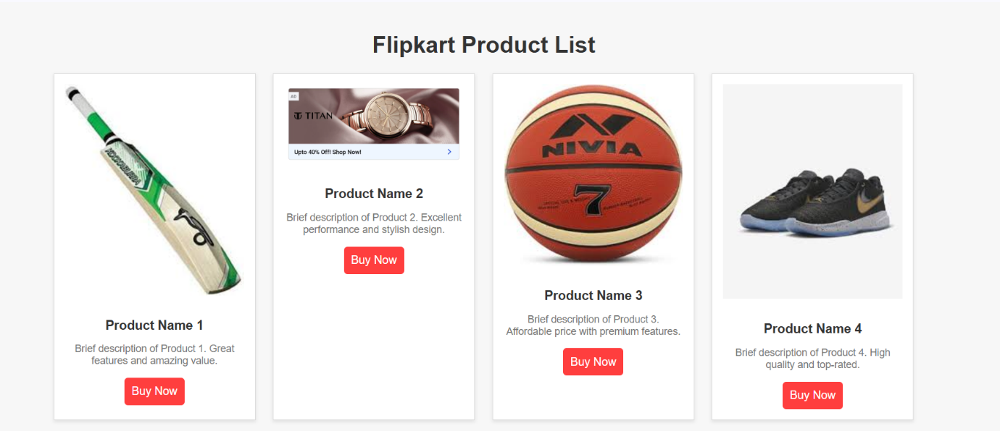 Flipkart Product List
KOOKABURRA
Product Name 1
Brief description of Product 1. Great
features and amazing value.
Buy Now
AD
TITAN
Upto 40% Off! Shop Now!
Product Name 2
Brief description of Product 2. Excellent
performance and stylish design.
Buy Now
NIVIA
7
Product Name 3
Brief description of Product 3.
Affordable price with premium features.
Buy Now
Product Name 4
Brief description of Product 4. High
quality and top-rated.
Buy Now